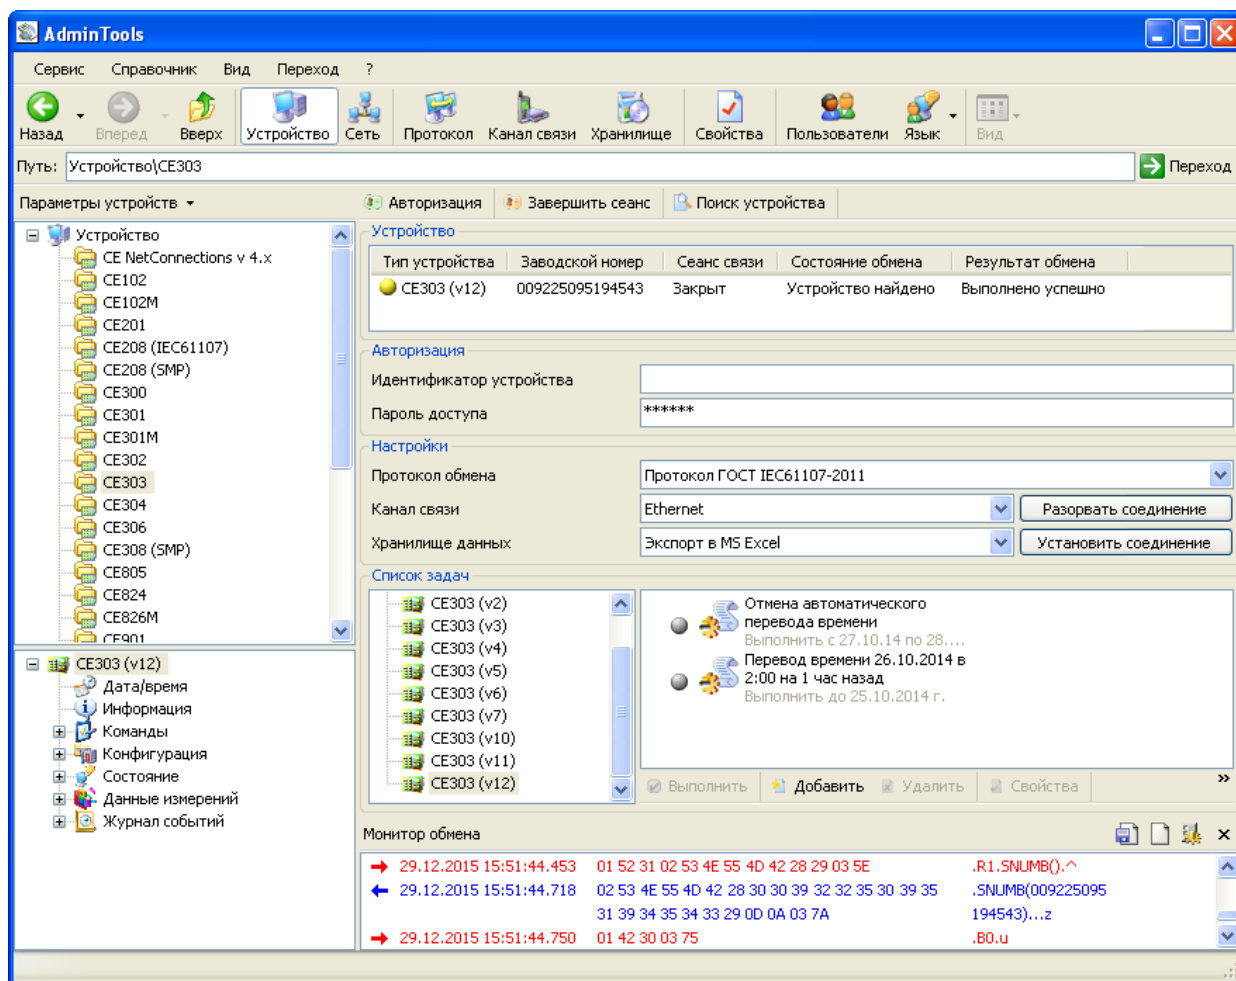 AdminTools
Сервис Справочник Вид Переход ?
Назад Вперед Вверх Устройство Сеть Протокол Канал связи Хранилище Свойства Пользователи Язык Вид
Путь: Устройство\CE303 Переход
Параметры устройств Авторизация Завершить сеанс Поиск устройства
Устройство
CE NetConnections v 4.x
CE102
CE102M
CE201
CE208 (IEC61107)
CE208 (SMP)
CE300
CE301
CE301M
CE302
CE303
CE304
CE306
CE308 (SMP)
CE805
CE824
CE826M
CE901
CE303 (v12)
Дата/время
Информация
Команды
Конфигурация
Состояние
Данные измерений
Журнал событий
Устройство
Тип устройства Заводской номер Сеанс связи Состояние обмена Результат обмена
CE303 (v12) 009225095194543 Закрыт Устройство найдено Выполнено успешно
Авторизация
Идентификатор устройства
Пароль доступа ******
Настройки
Протокол обмена Протокол ГОСТ IEC61107-2011
Канал связи Ethernet Разорвать соединение
Хранилище данных Экспорт в MS Excel Установить соединение
Список задач
CE303 (v2)
CE303 (v3)
CE303 (v4)
CE303 (v5)
CE303 (v6)
CE303 (v7)
CE303 (v10)
CE303 (v11)
CE303 (v12)
Отмена автоматического
перевода времени
Выполнить с 27.10.14 по 28....
Перевод времени 26.10.2014 в
2:00 на 1 час назад
Выполнить до 25.10.2014 г.
Выполнить Добавить Удалить Свойства »
Монитор обмена
29.12.2015 15:51:44.453 01 52 31 02 53 4E 55 4D 42 28 29 03 5E .R1.SNUMB().^
29.12.2015 15:51:44.718 02 53 4E 55 4D 42 28 30 30 39 32 32 35 30 39 35 .SNUMB(009225095
31 39 34 35 34 33 29 0D 0A 03 7A 194543)...z
29.12.2015 15:51:44.750 01 42 30 03 75 .B0.u